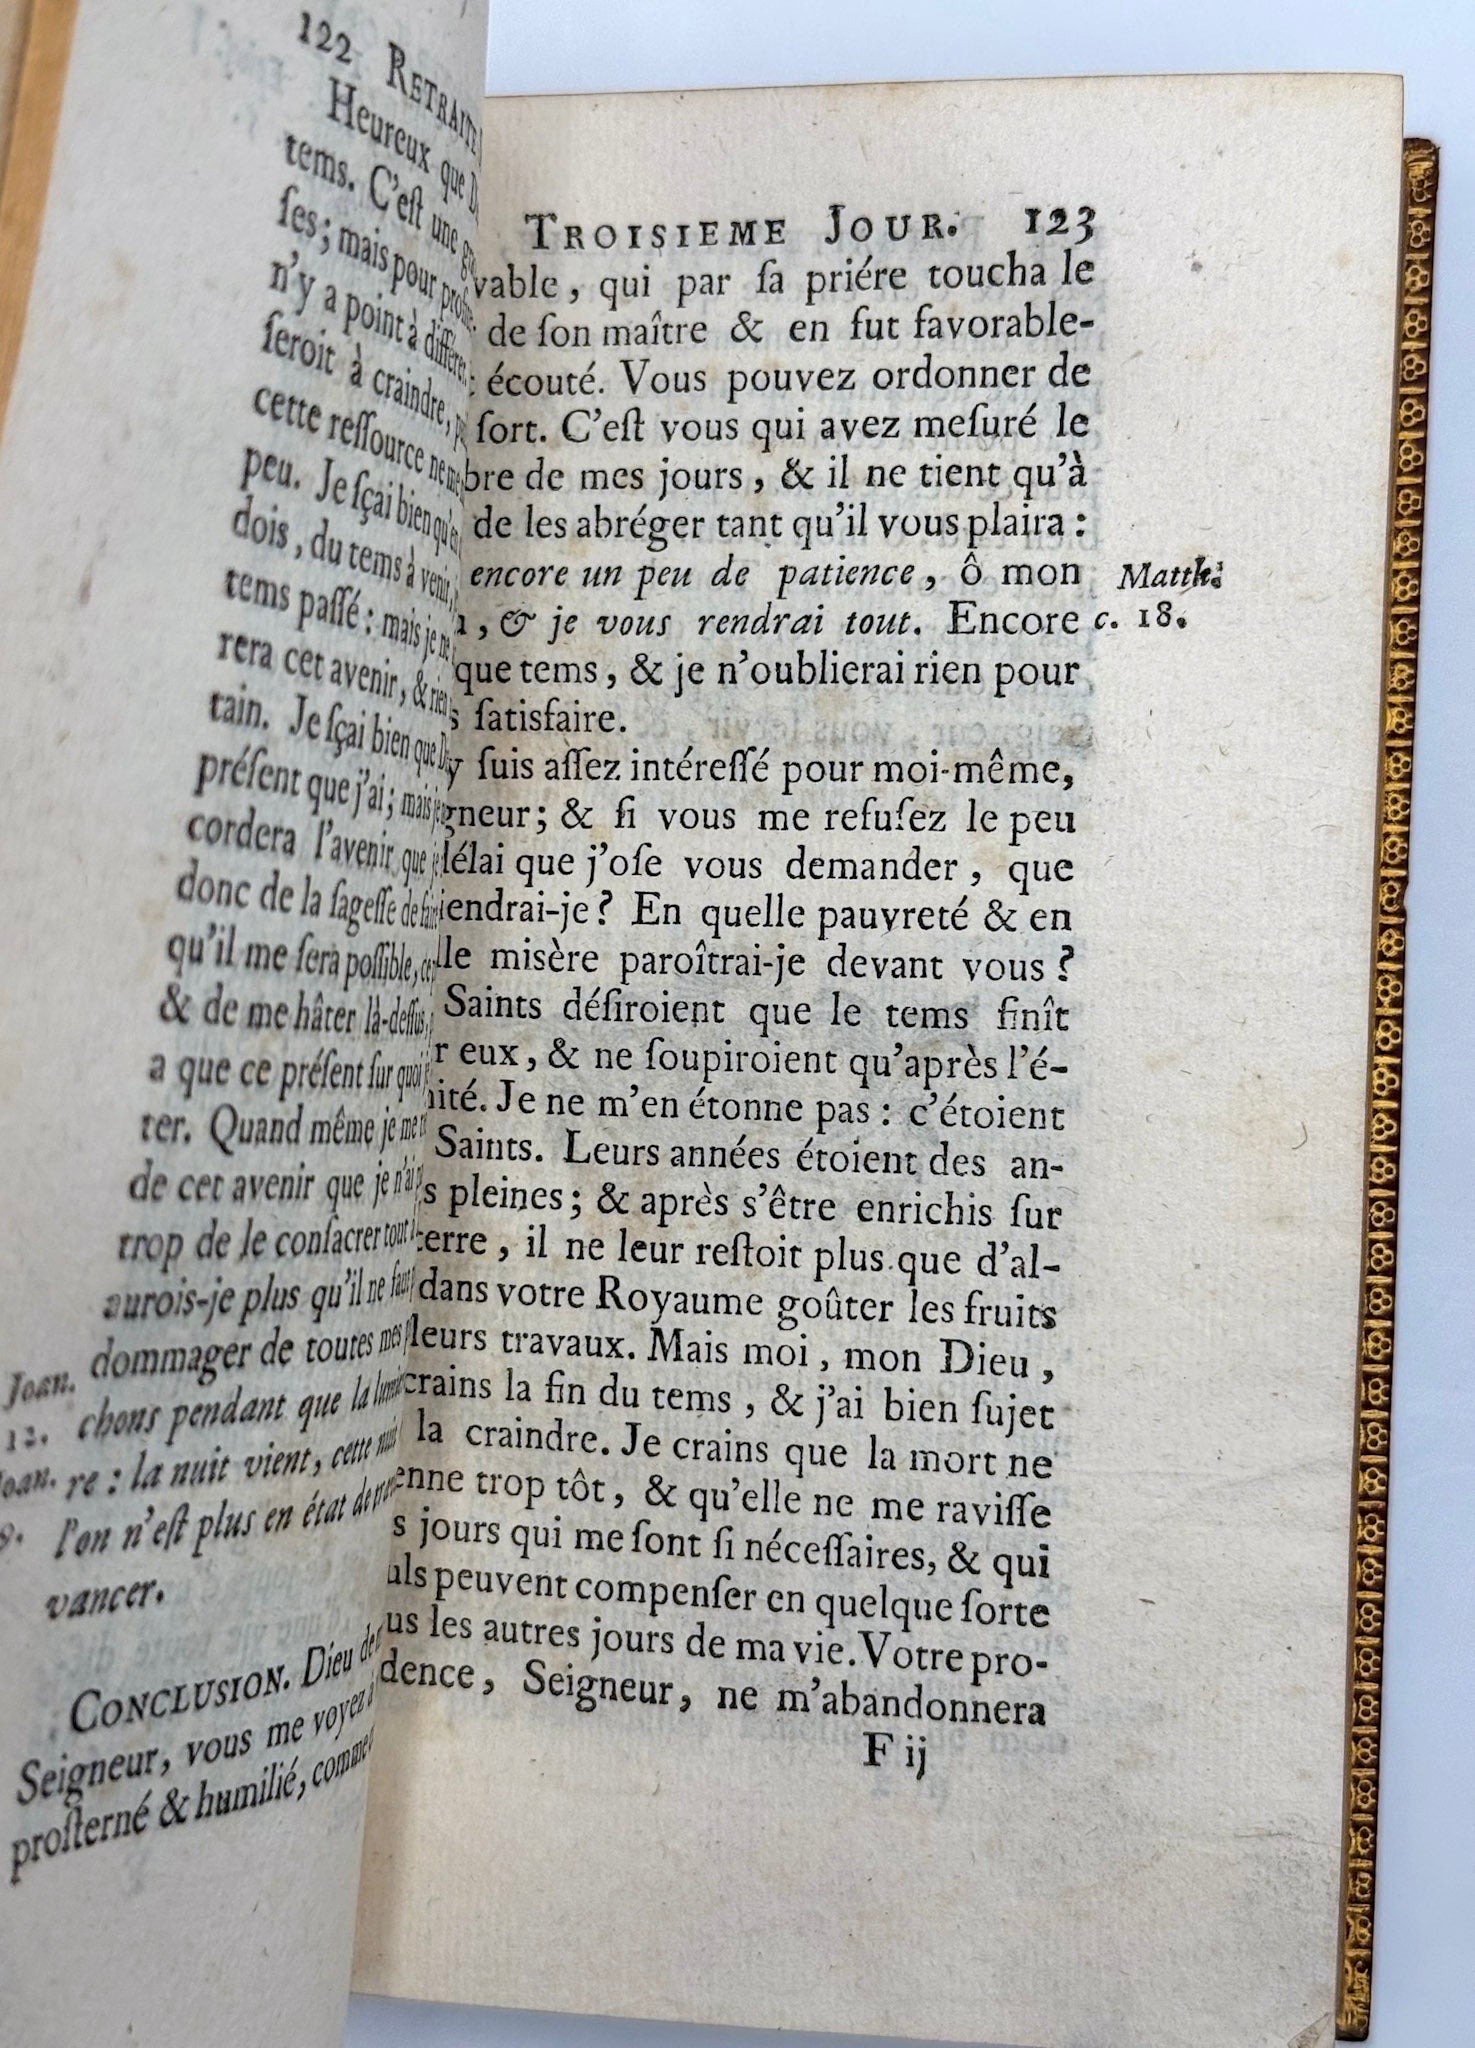 122 RETRAITE
Heureux que
tems. C'eſt une
ſes; mais pour
n'y a point à
ſeroit à craindre,
cette reſſource ne me
peu. Je ſçai bien
dois, du tems à venir,
tems paſſé: mais je ne
rera cet avenir, & rien
tain. Je ſçai bien que
préſent que j'ai; mais
cordera l'avenir que
donc de la ſageſſe de
qu'il me ſera poſſible,
& de me hâter là-deſſus,
a que ce préſent ſur quoi
ter. Quand même je me
de cet avenir que je n'ai
trop de le conſacrer tout
aurois-je plus qu'il ne faut
Joan. dommager de toutes mes
12. chons pendant que la
Joan. re: la nuit vient, cette
9. l'on n'eſt plus en état de
vancer.
CONCLUSION. Dieu de
Seigneur, vous me voyez
proſterné & humilié, comme
TROISIEME JOUR. 123
vable, qui par ſa priére toucha le
de ſon maître & en fut favorable-
écouté. Vous pouvez ordonner de
ſort. C'eſt vous qui avez meſuré le
bre de mes jours, & il ne tient qu'à
de les abréger tant qu'il vous plaira:
encore un peu de patience, ô mon Matth.
, & je vous rendrai tout. Encore c. 18.
que tems, & je n'oublierai rien pour
s ſatisfaire.
y ſuis aſſez intéreſſé pour moi-même,
gneur; & ſi vous me refuſez le peu
délai que j'oſe vous demander, que
iendrai-je? En quelle pauvreté & en
lle misère paroîtrai-je devant vous?
Saints déſiroient que le tems finît
r eux, & ne ſoupiroient qu'après l'é-
nité. Je ne m'en étonne pas: c'étoient
Saints. Leurs années étoient des an-
s pleines; & après s'être enrichis ſur
terre, il ne leur reſtoit plus que d'al-
dans votre Royaume goûter les fruits
leurs travaux. Mais moi, mon Dieu,
crains la fin du tems, & j'ai bien ſujet
la craindre. Je crains que la mort ne
enne trop tôt, & qu'elle ne me raviſſe
s jours qui me ſont ſi néceſſaires, & qui
uls peuvent compenſer en quelque ſorte
us les autres jours de ma vie. Votre pro-
dence, Seigneur, ne m'abandonnera
F ij